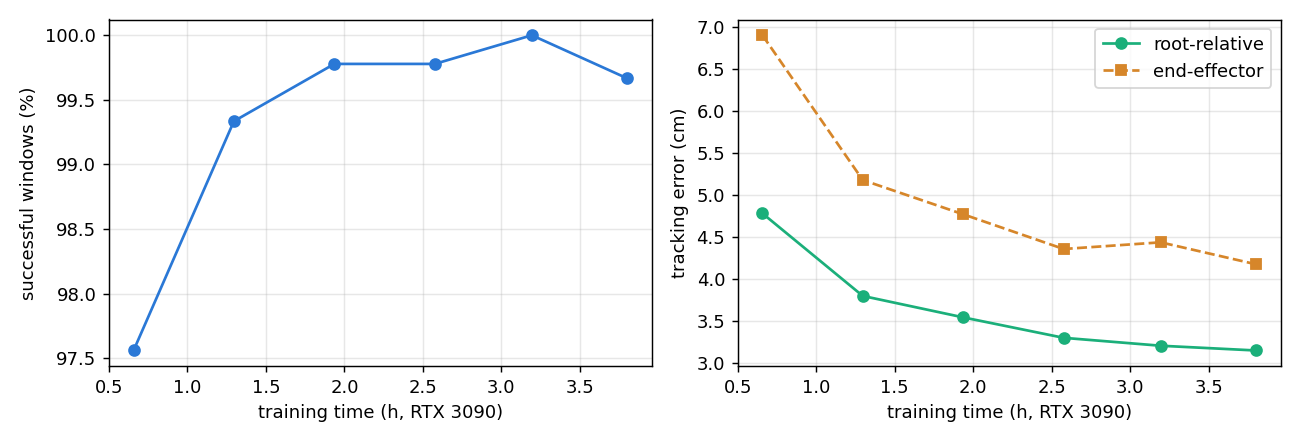 successful windows (%)
100.0
99.5
99.0
98.5
98.0
97.5
0.5 1.0 1.5 2.0 2.5 3.0 3.5
training time (h, RTX 3090)
tracking error (cm)
7.0
6.5
6.0
5.5
5.0
4.5
4.0
3.5
3.0
root-relative
end-effector
0.5 1.0 1.5 2.0 2.5 3.0 3.5
training time (h, RTX 3090)